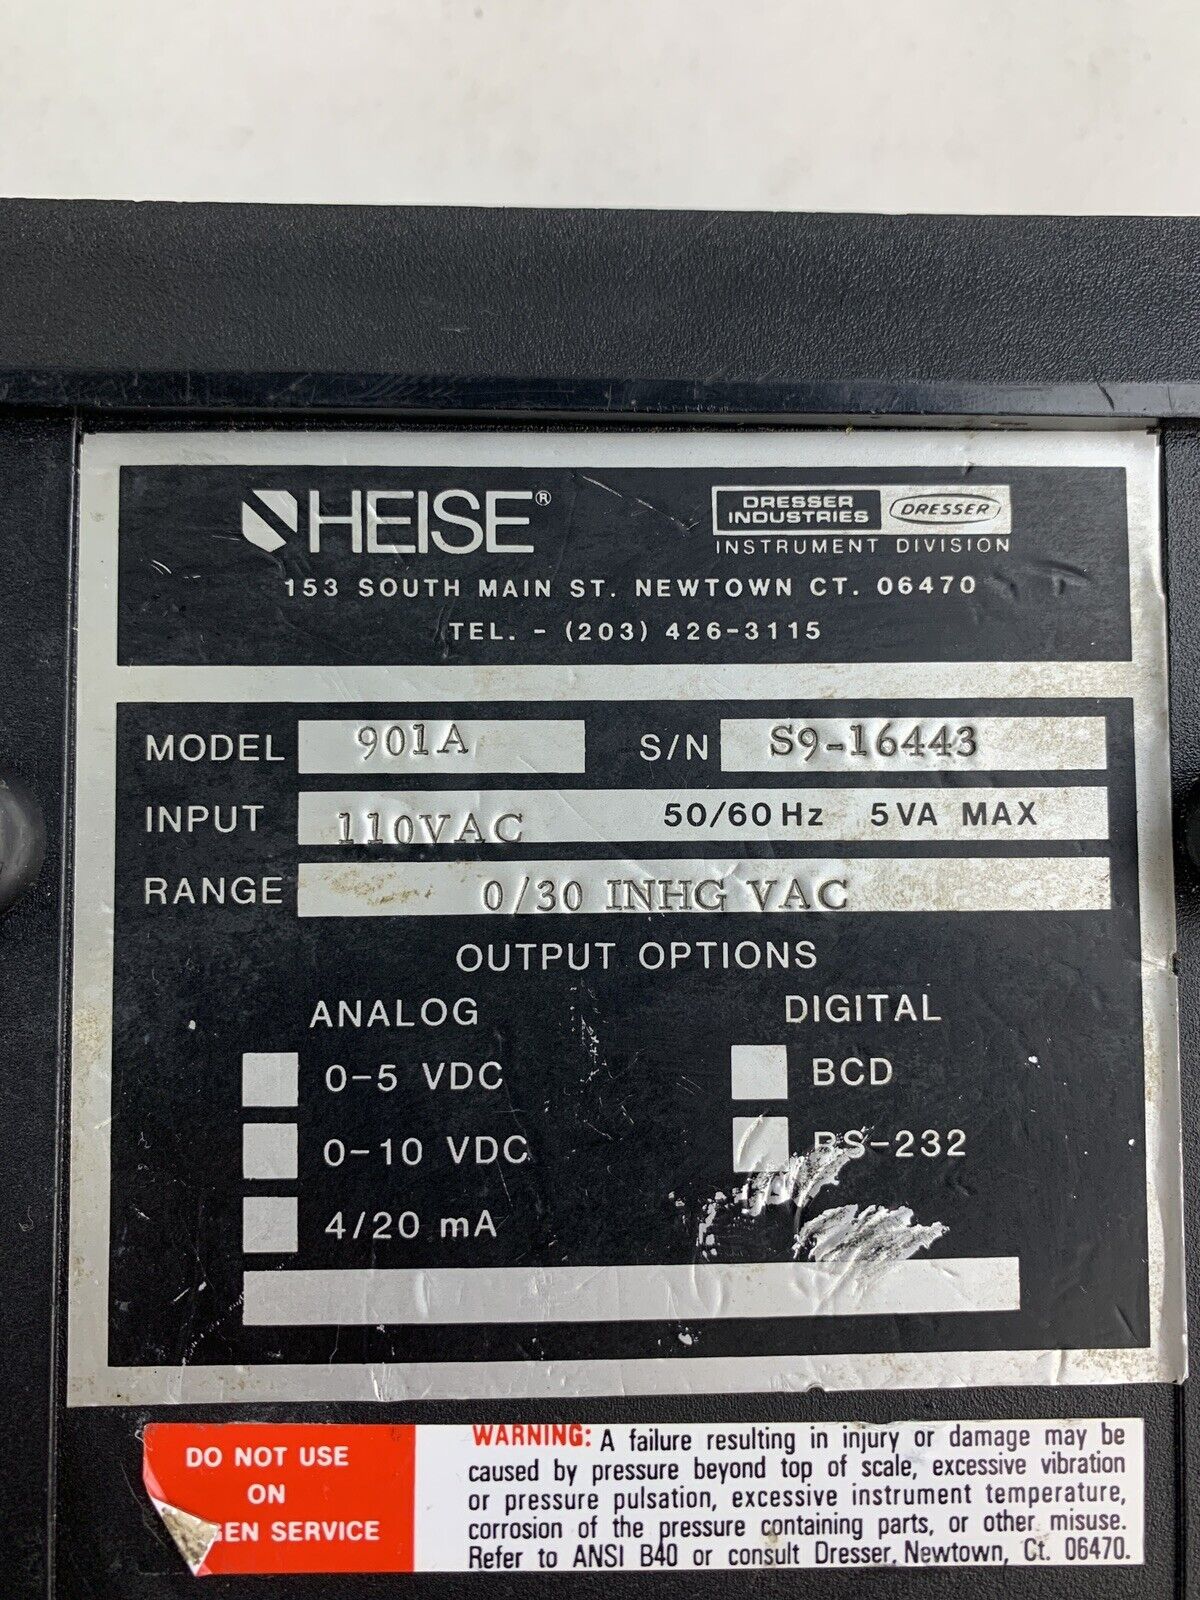 HEISE®
DRESSER INDUSTRIES DRESSER
INSTRUMENT DIVISION
153 SOUTH MAIN ST. NEWTOWN CT. 06470
TEL. - (203) 426-3115
MODEL 901A S/N S9-16443
INPUT 110VAC 50/60 Hz 5 VA MAX
RANGE 0/30 INHG VAC
OUTPUT OPTIONS
ANALOG DIGITAL
0-5 VDC BCD
0-10 VDC RS-232
4/20 mA
DO NOT USE
ON
SERVICE
WARNING: A failure resulting in injury or damage may be
caused by pressure beyond top of scale, excessive vibration
or pressure pulsation, excessive instrument temperature,
corrosion of the pressure containing parts, or other misuse.
Refer to ANSI B40 or consult Dresser, Newtown, Ct. 06470.